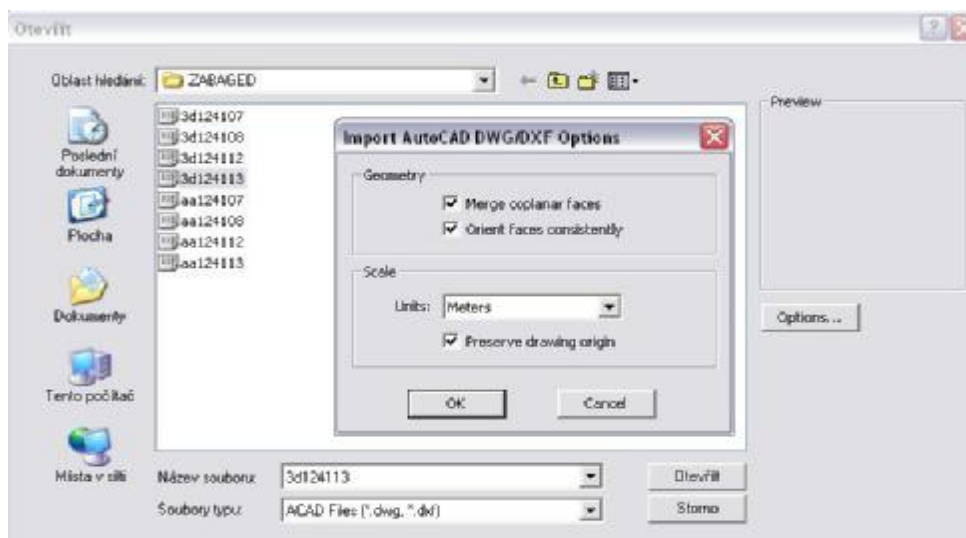 Otevřít
Oblast hledání:
ZABAGED
Poslední
dokumenty
Plocha
Dokumenty
Tento počítač
Místa v síti
3d124107
3d124108
3d124112
3d124113
aa124107
aa124108
aa124112
aa124113
Import AutoCAD DWG/DXF Options
Geometry
Merge coplanar faces
Orient faces consistently
Scale
Units:
Meters
Preserve drawing origin
OK
Cancel
Preview
Options...
Název souboru:
3d124113
Otevřít
Soubory typu:
ACAD Files (*.dwg, *.dxf)
Storno